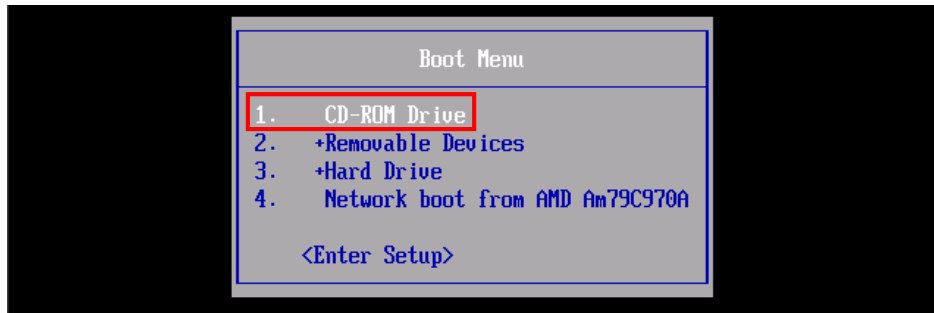 Boot Menu
1. CD-ROM Drive
2. +Removable Devices
3. +Hard Drive
4. Network boot from AMD Am79C970A
<Enter Setup>